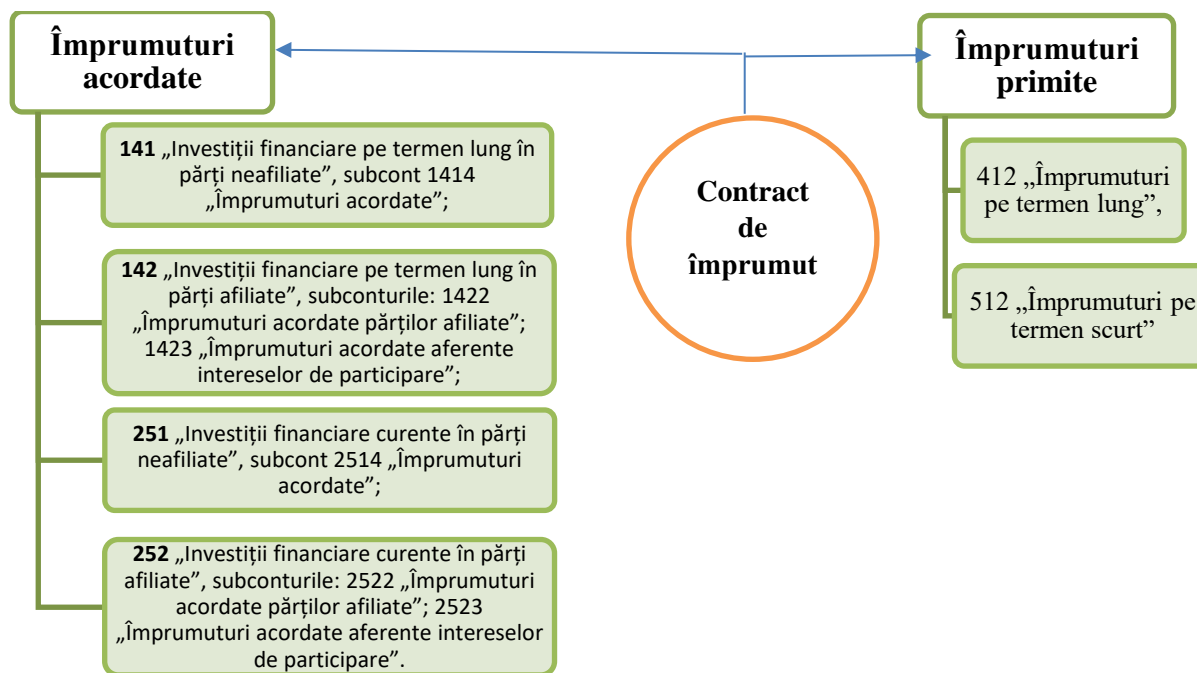 Împrumuturi
acordate
141 „Investiții financiare pe termen lung în
părți neafiliate”, subcont 1414
„Împrumuturi acordate”;
142 „Investiții financiare pe termen lung în
părți afiliate”, subconturile: 1422
„Împrumuturi acordate părților afiliate”;
1423 „Împrumuturi acordate aferente
intereselor de participare”;
251 „Investiții financiare curente în părți
neafiliate”, subcont 2514 „Împrumuturi
acordate”;
252 „Investiții financiare curente în părți
afiliate”, subconturile: 2522 „Împrumuturi
acordate părților afiliate”; 2523
„Împrumuturi acordate aferente intereselor
de participare”.
Contract
de
împrumut
Împrumuturi
primite
412 „Împrumuturi
pe termen lung”,
512 „Împrumuturi pe
termen scurt”